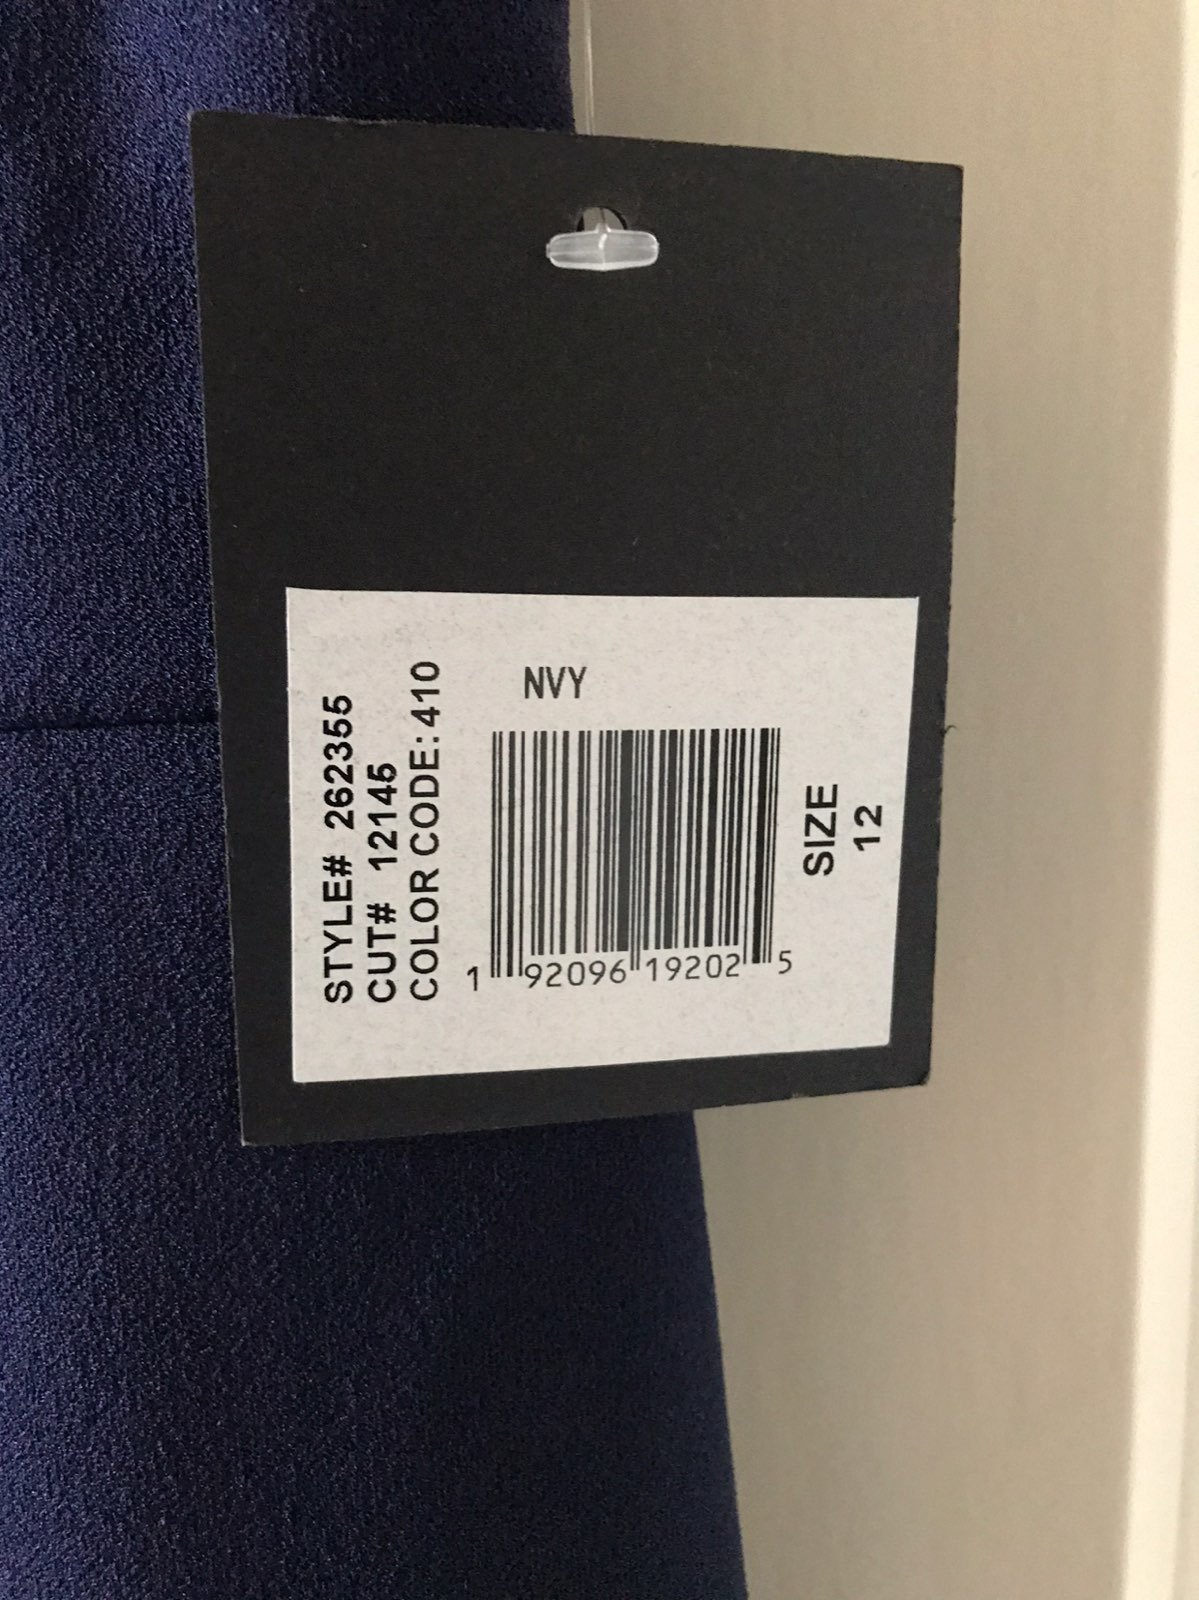 STYLE# 262355
CUT# 12145
COLOR CODE:410
NVY
1 92096 19202 5
SIZE
12